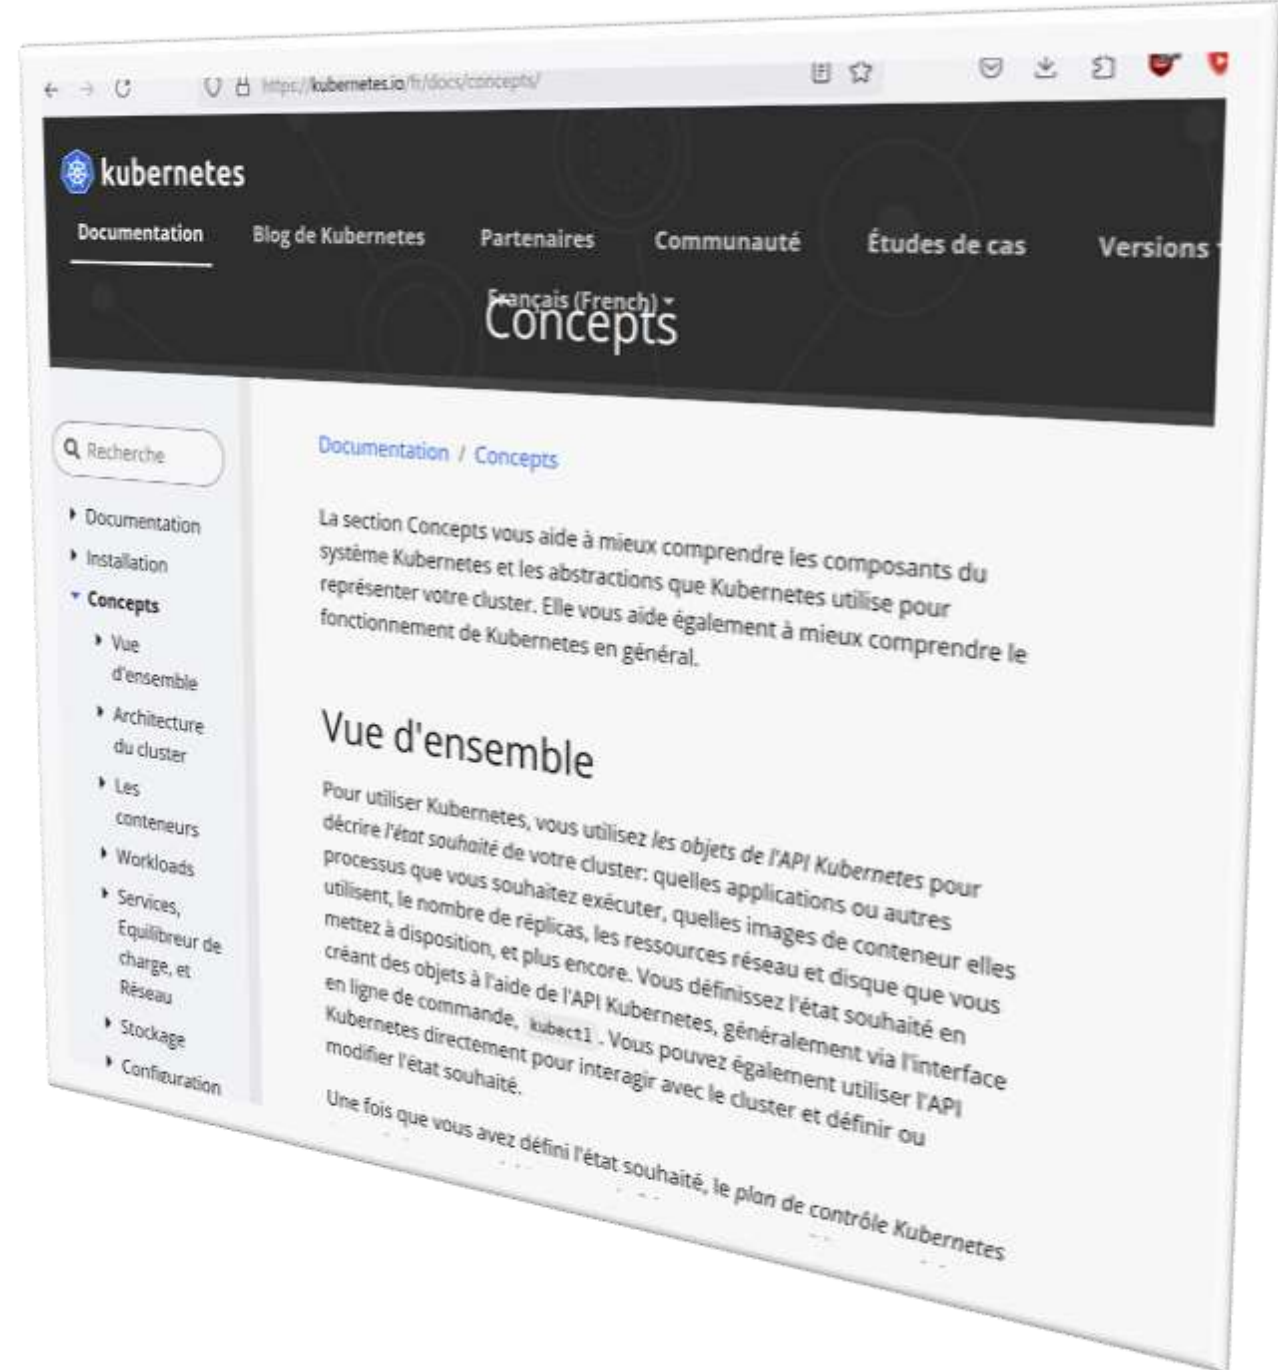 https://kubernetes.io/fr/docs/concepts/
kubernetes
Documentation Blog de Kubernetes Partenaires Communauté Études de cas Versions
Français (French)
Concepts
Recherche
Documentation
Installation
Concepts
Vue
d'ensemble
Architecture
du cluster
Les
conteneurs
Workloads
Services,
Equilibreur de
charge, et
Réseau
Stockage
Configuration
Documentation / Concepts
La section Concepts vous aide à mieux comprendre les composants du
système Kubernetes et les abstractions que Kubernetes utilise pour
représenter votre cluster. Elle vous aide également à mieux comprendre le
fonctionnement de Kubernetes en général.
Vue d'ensemble
Pour utiliser Kubernetes, vous utilisez les objets de l'API Kubernetes pour
décrire l'état souhaité de votre cluster: quelles applications ou autres
processus que vous souhaitez exécuter, quelles images de conteneur elles
utilisent, le nombre de réplicas, les ressources réseau et disque que vous
mettez à disposition, et plus encore. Vous définissez l'état souhaité en
créant des objets à l'aide de l'API Kubernetes, généralement via l'interface
en ligne de commande, kubectl . Vous pouvez également utiliser l'API
Kubernetes directement pour interagir avec le cluster et définir ou
modifier l'état souhaité.
Une fois que vous avez défini l'état souhaité, le plan de contrôle Kubernetes